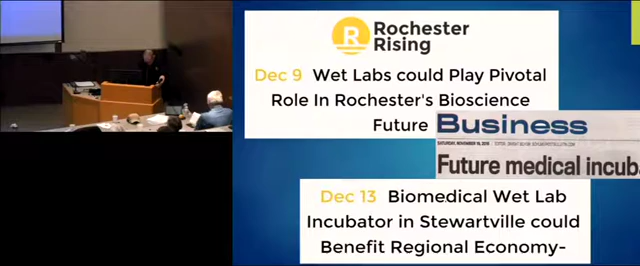 Rochester
Rising
Dec 9 Wet Labs could Play Pivotal
Role In Rochester's Bioscience
Future
Business
Future medical incub
Dec 13 Biomedical Wet Lab
Incubator in Stewartville could
Benefit Regional Economy-